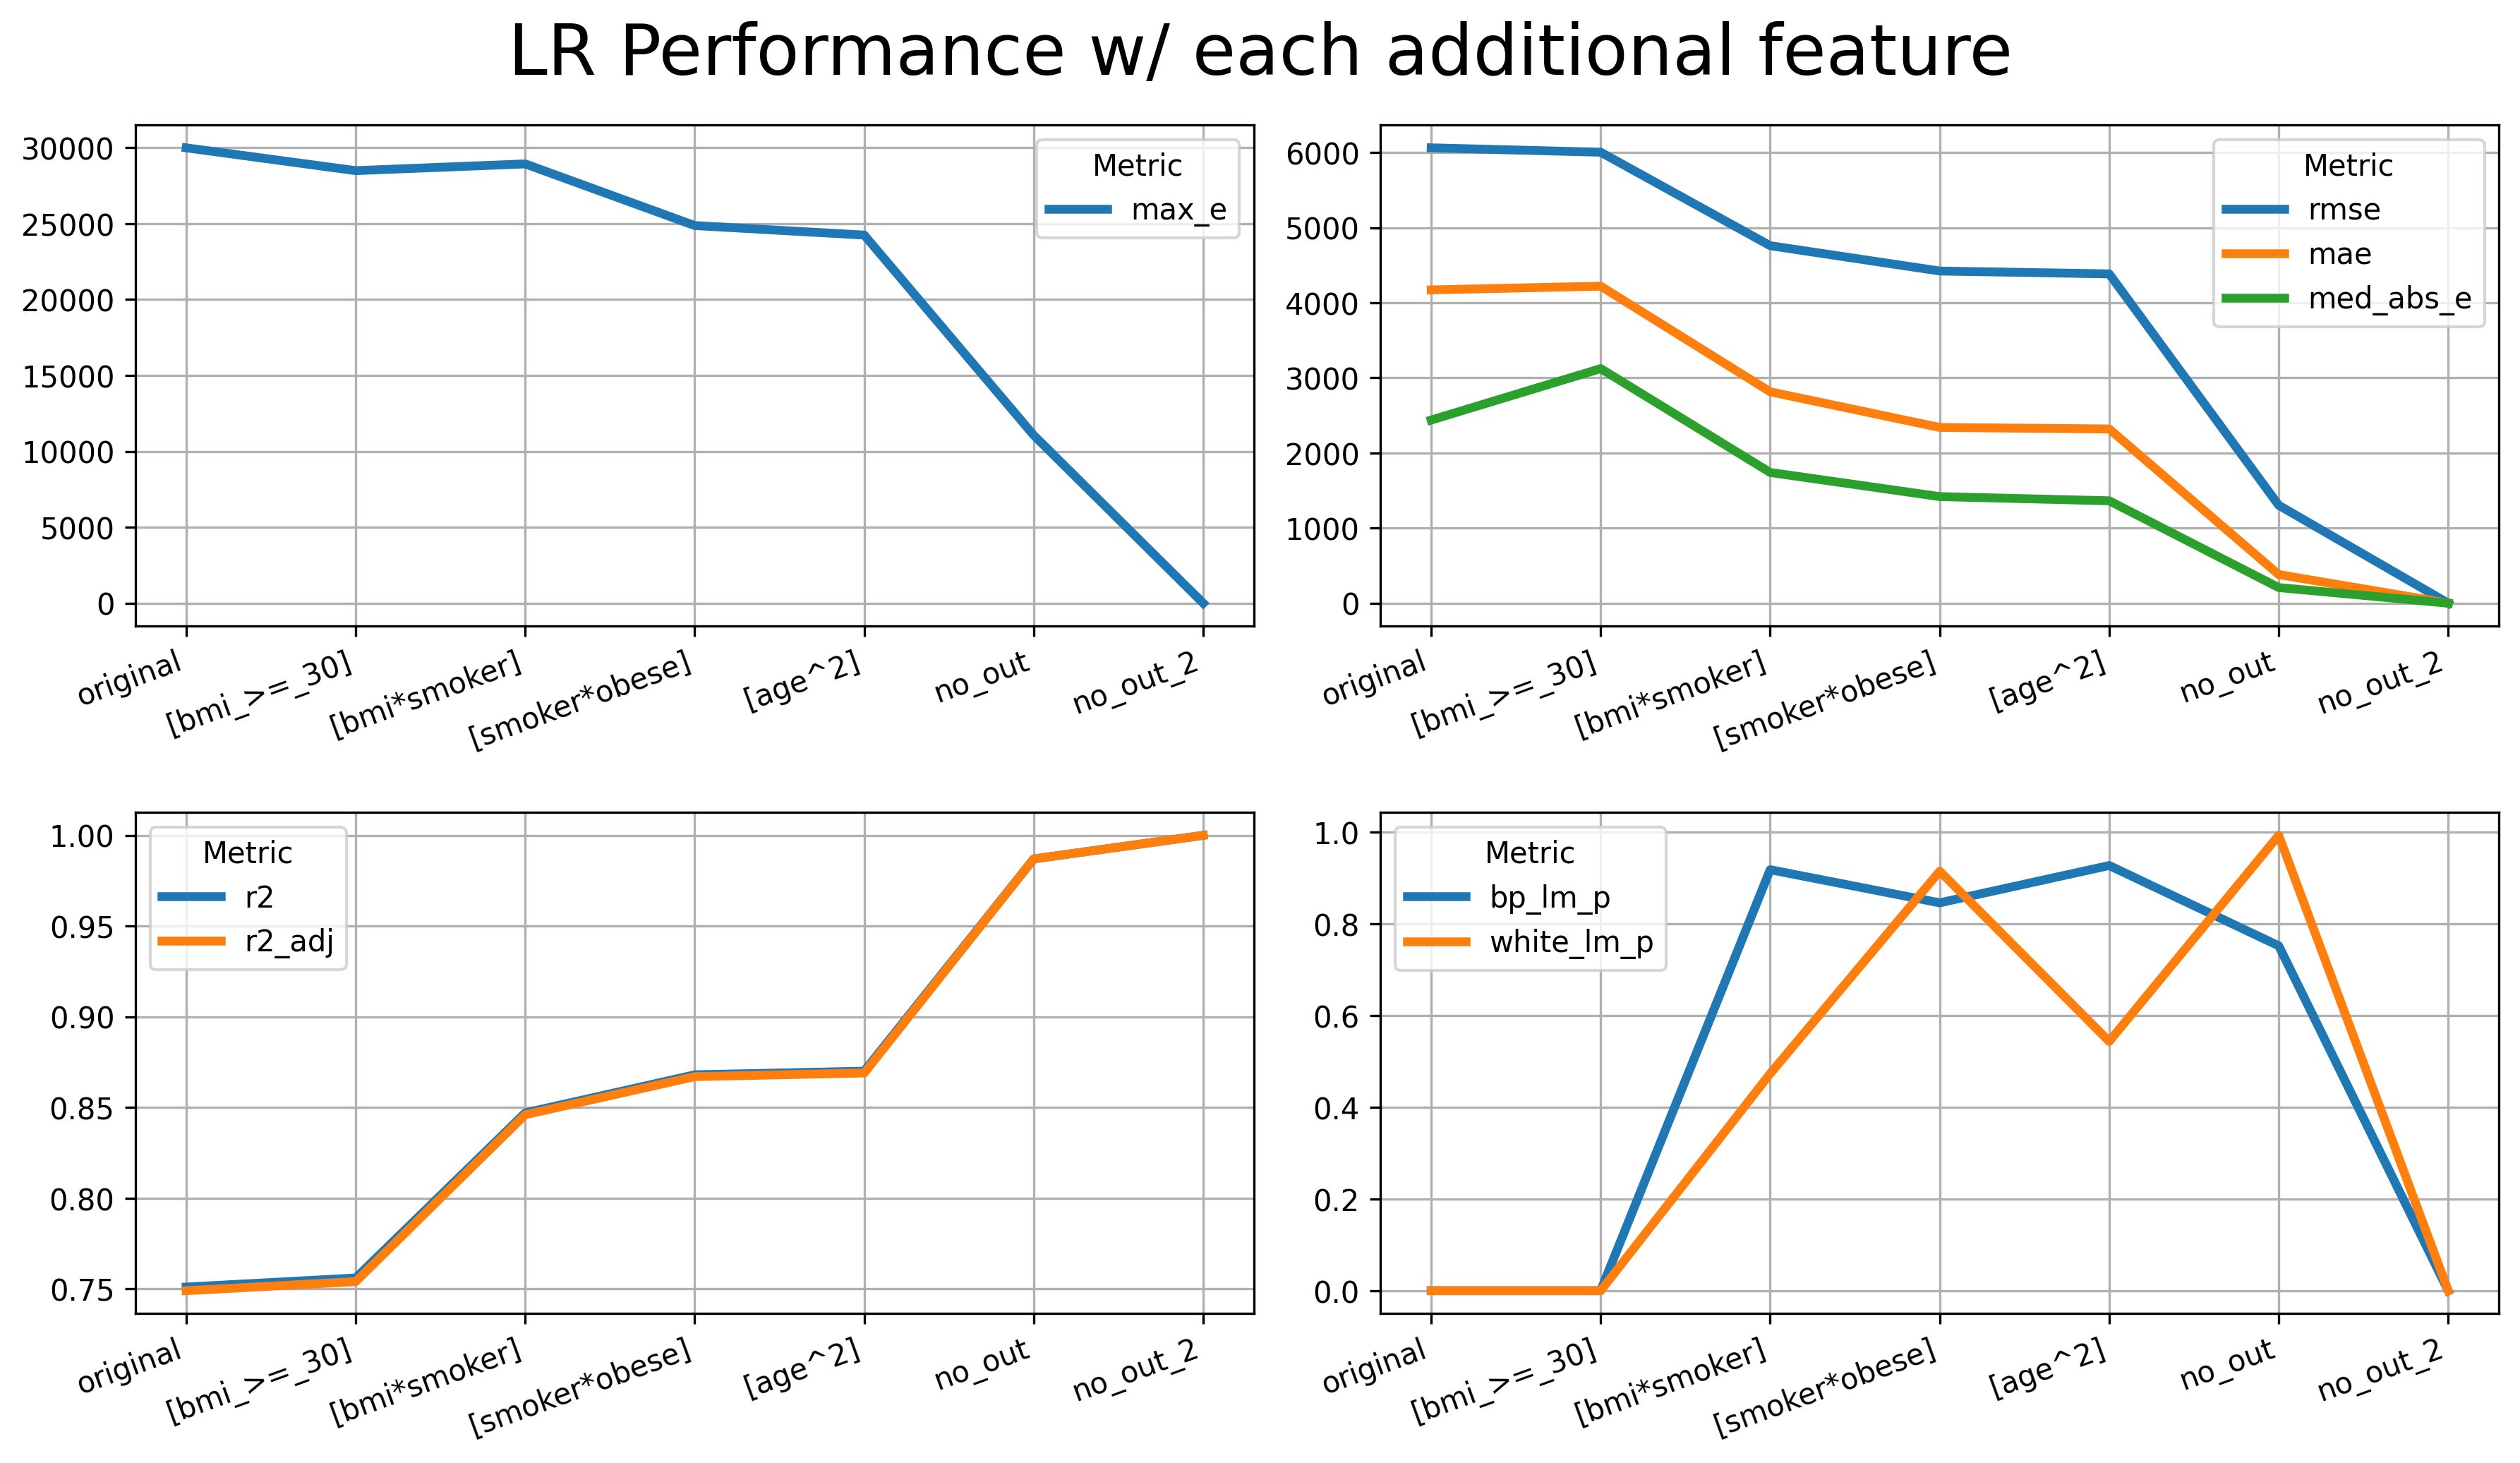 LR Performance w/ each additional feature
30000
25000
20000
15000
10000
5000
0
Metric
max_e
original
[bmi_>=_30]
[bmi*smoker]
[smoker*obese]
[age^2]
no_out
no_out_2
6000
5000
4000
3000
2000
1000
0
Metric
rmse
mae
med_abs_e
original
[bmi_>=_30]
[bmi*smoker]
[smoker*obese]
[age^2]
no_out
no_out_2
1.00
0.95
0.90
0.85
0.80
0.75
Metric
r2
r2_adj
original
[bmi_>=_30]
[bmi*smoker]
[smoker*obese]
[age^2]
no_out
no_out_2
1.0
0.8
0.6
0.4
0.2
0.0
Metric
bp_lm_p
white_lm_p
original
[bmi_>=_30]
[bmi*smoker]
[smoker*obese]
[age^2]
no_out
no_out_2